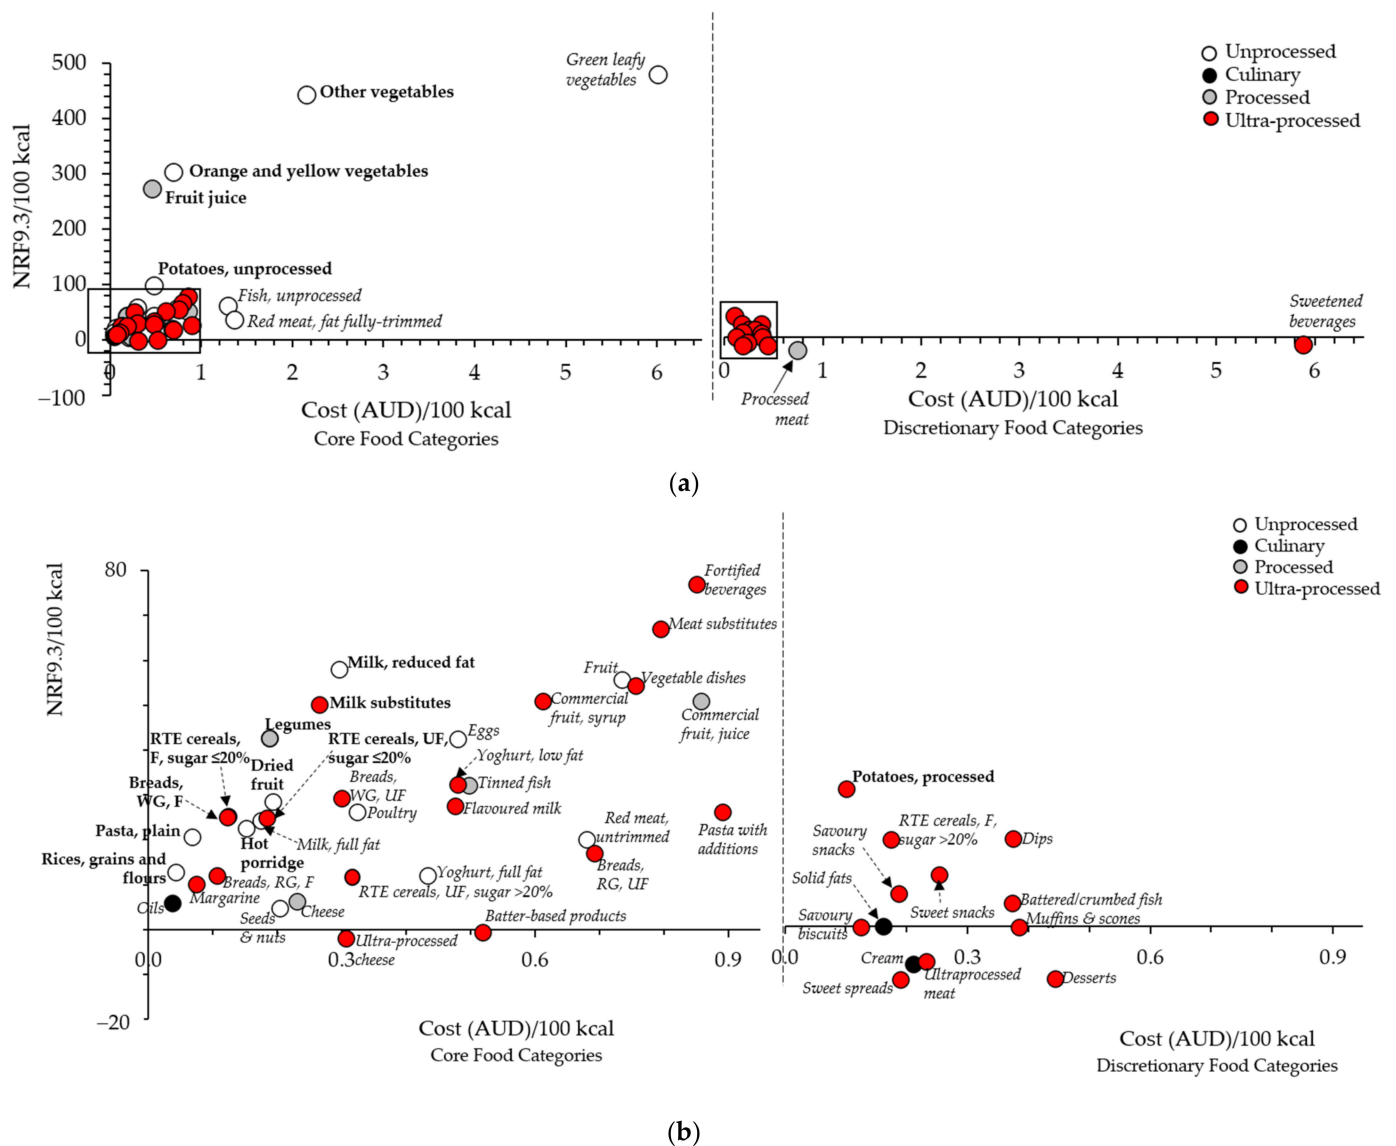 500
400
300
200
100
0
−100
NRF9.3/100 kcal
Green leafy
vegetables
Other vegetables
Orange and yellow vegetables
Fruit juice
Potatoes, unprocessed
Fish, unprocessed
Red meat, fat fully-trimmed
0 1 2 3 4 5 6
Cost (AUD)/100 kcal
Core Food Categories
Unprocessed
Culinary
Processed
Ultra-processed
Sweetened
beverages
Processed
meat
0 1 2 3 4 5 6
Cost (AUD)/100 kcal
Discretionary Food Categories
(a)
80
−20
NRF9.3/100 kcal
Fortified
beverages
Meat substitutes
Milk, reduced fat
Fruit
Vegetable dishes
Milk substitutes
Commercial
fruit, syrup
Commercial
fruit, juice
Legumes
RTE cereals,
F, sugar ≤20%
RTE cereals, UF,
sugar ≤20%
Eggs
Yoghurt, low fat
Dried
fruit
Breads,
WG, F
Breads,
WG, UF
Tinned fish
Poultry
Flavoured milk
Pasta, plain
Hot
porridge
Milk, full fat
Red meat,
untrimmed
Pasta with
additions
Rices, grains and
flours
Breads, RG, F
Margarine
RTE cereals, UF, sugar >20%
Yoghurt, full fat
Breads,
RG, UF
Oils
Seeds
& nuts
Cheese
Batter-based products
Ultra-processed
cheese
0.0 0.3 0.6 0.9
Cost (AUD)/100 kcal
Core Food Categories
Unprocessed
Culinary
Processed
Ultra-processed
Potatoes, processed
Savoury
snacks
RTE cereals, F,
sugar >20%
Dips
Solid fats
Sweet snacks
Battered/crumbed fish
Savoury
biscuits
Muffins & scones
Cream
Ultraprocessed
meat
Sweet spreads
Desserts
0.0 0.3 0.9
Cost (AUD)/100 kcal
Discretionary Food Categories
(b)